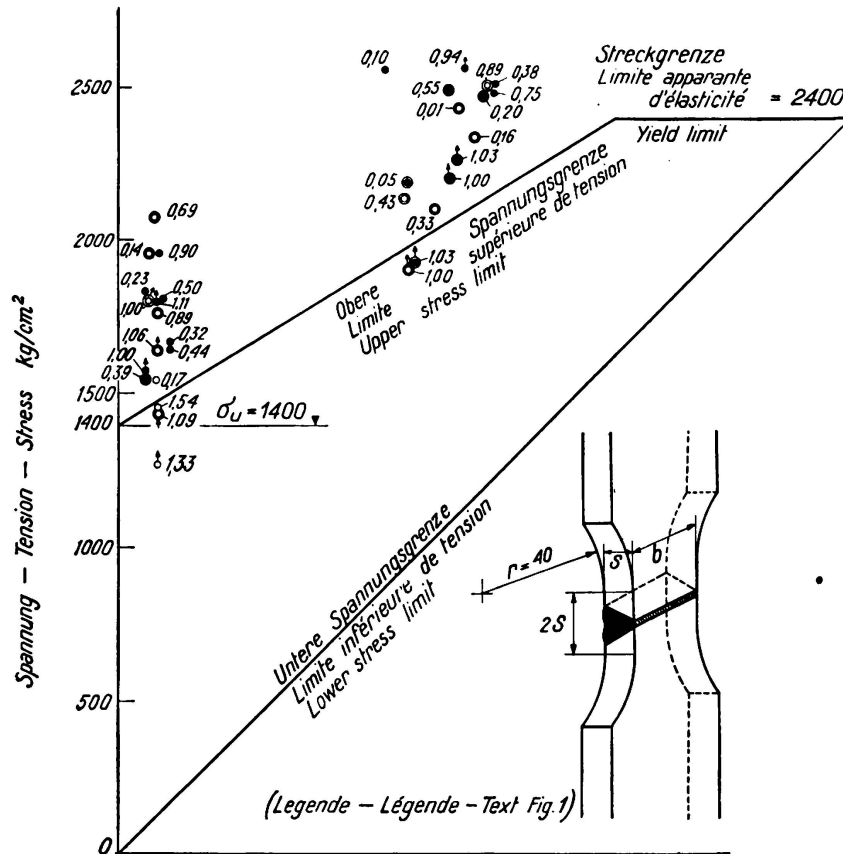 0,10
0,94
0,89
0,38
0,55
0,75
0,01
0,20
0,16
1,03
1,00
0,05
0,43
0,33
1,03
1,00
Streckgrenze
Limite apparante
d'élasticité = 2400
Yield limit
2500
2000
1500
1400
1000
500
0
Spannung – Tension – Stress kg/cm²
0,69
0,14
0,90
0,23
0,50
1,00
1,11
0,89
1,06
0,32
0,44
1,00
0,39
0,17
1,54
1,09
1,33
σu = 1400
Obere Spannungsgrenze
Limite supérieure de tension
Upper stress limit
Untere Spannungsgrenze
Limite inférieure de tension
Lower stress limit
r = 40
s
b
2S
(Legende – Légende – Text Fig. 1)